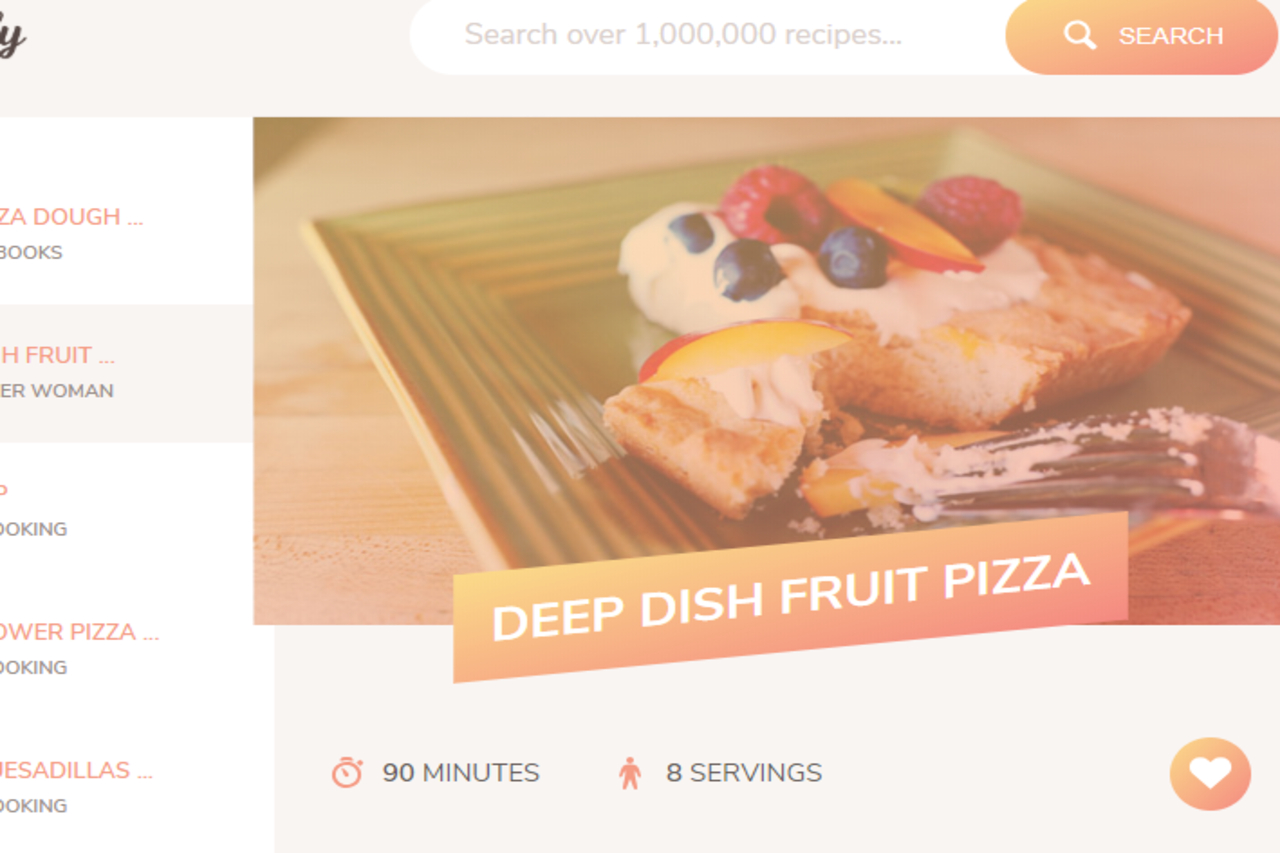 Search over 1,000,000 recipes...
SEARCH
ZA DOUGH ...
BOOKS
H FRUIT ...
ER WOMAN
P
OOKING
OWER PIZZA ...
OOKING
UESADILLAS ...
OOKING
DEEP DISH FRUIT PIZZA
90 MINUTES
8 SERVINGS